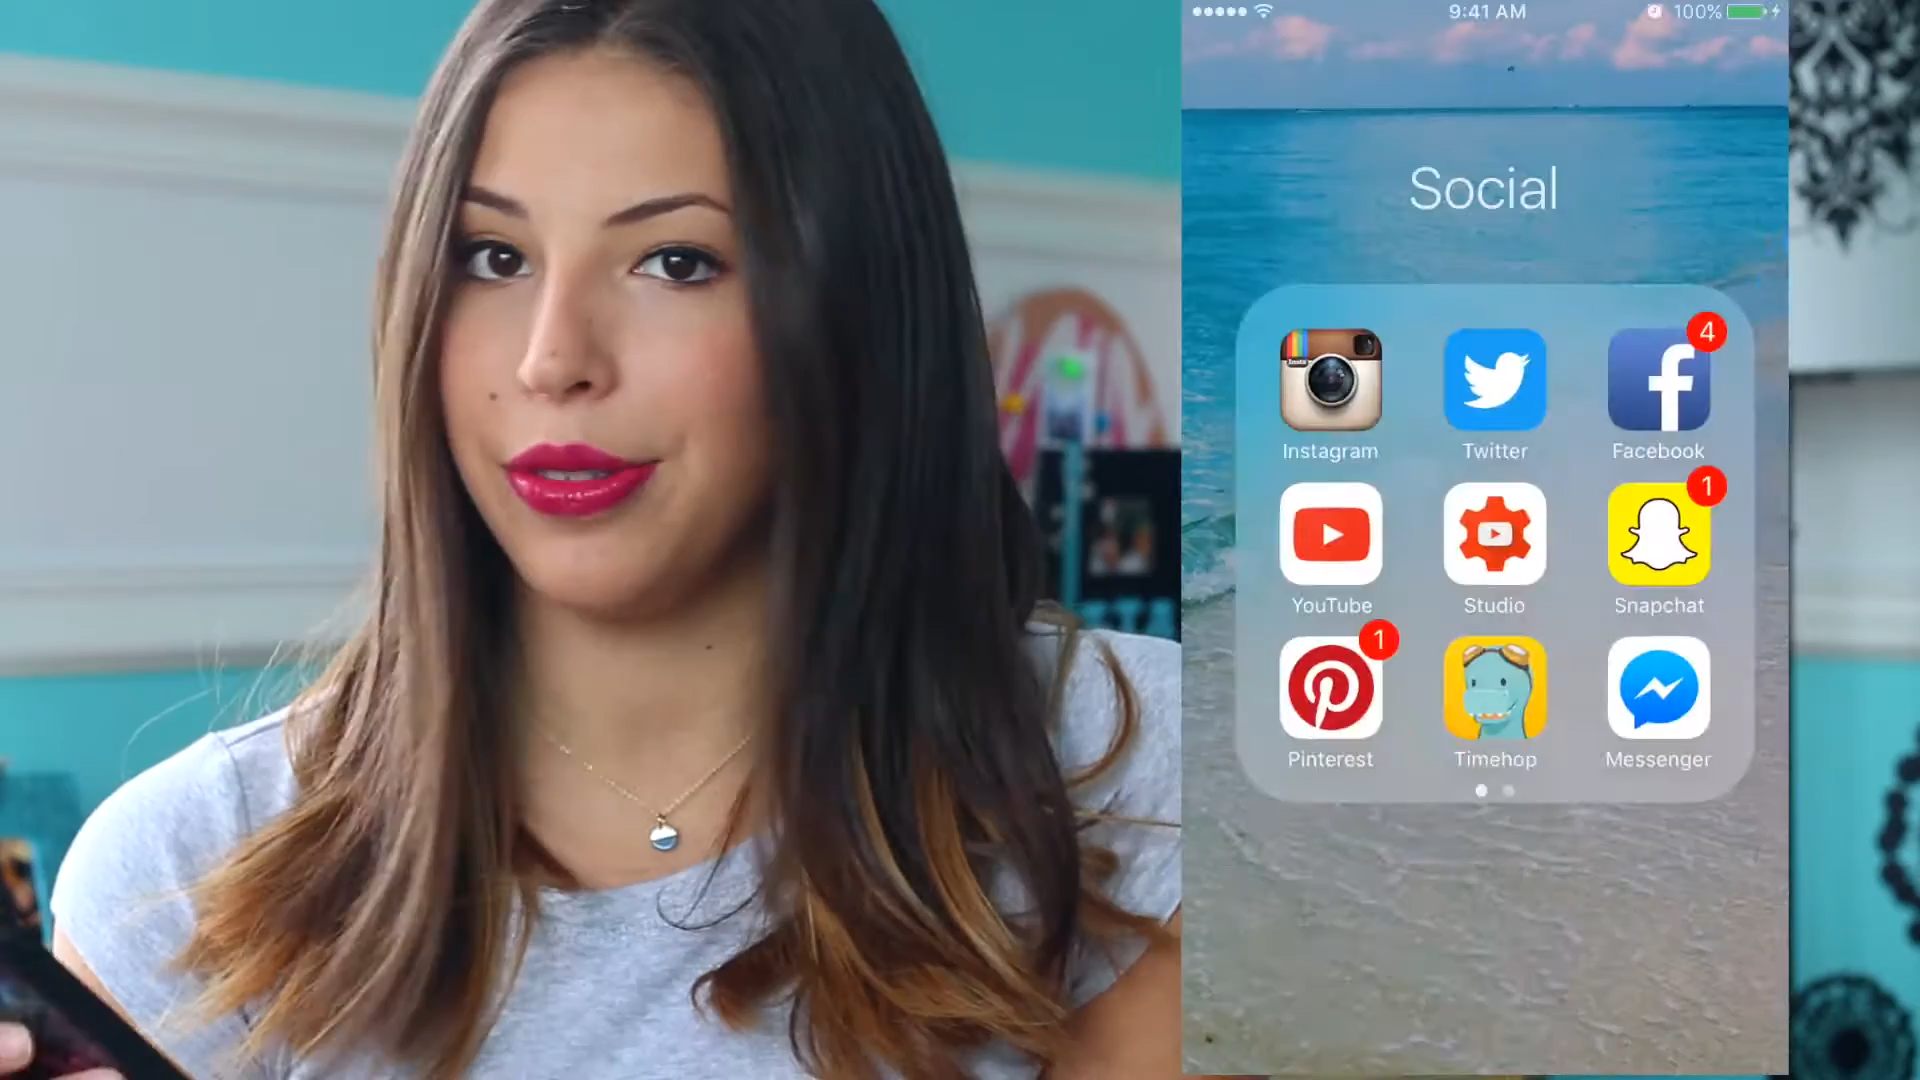 9:41 AM
100%
Social
4
Insta
Instagram
Twitter
Facebook
1
YouTube
Studio
Snapchat
1
Pinterest
Timehop
Messenger